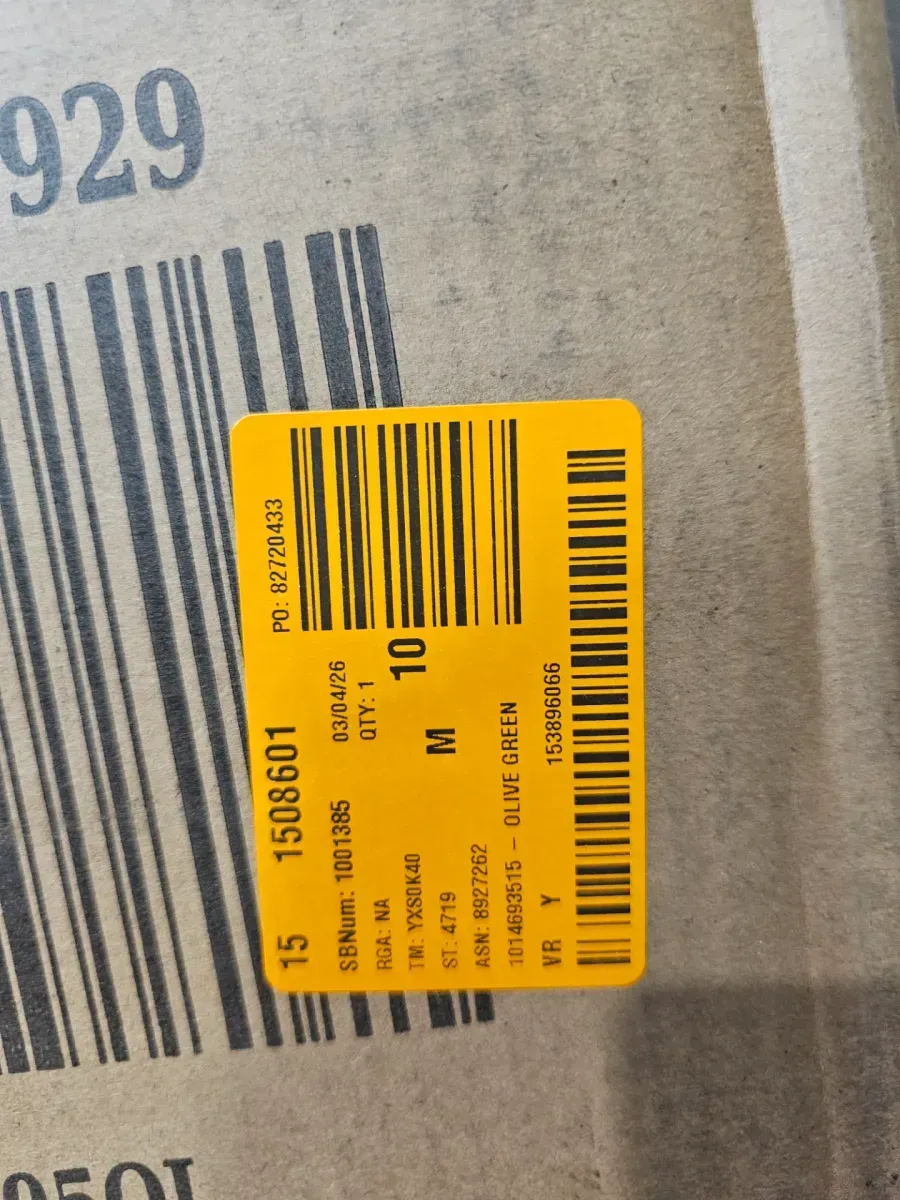 929
15 1508601
PO: 82720433
SBNum: 1001385 03/04/26
RGA: NA QTY: 1
TM: YXS0K40
10
ST: 4719 M
ASN: 8927262
1014693515 – OLIVE GREEN
VR Y 153896066